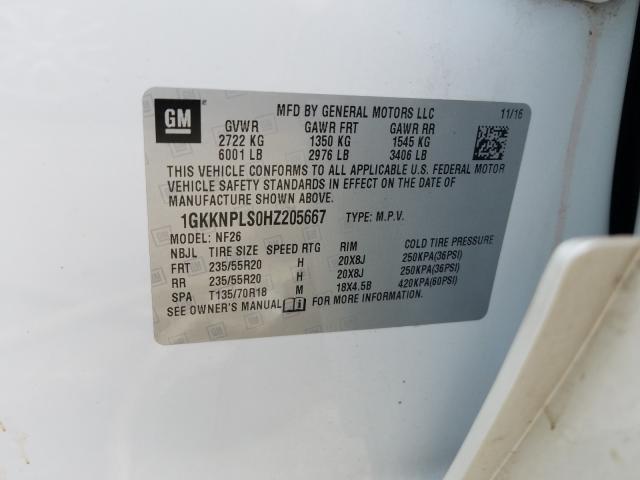 GM
MFD BY GENERAL MOTORS LLC 11/16
GVWR GAWR FRT GAWR RR
2722 KG 1350 KG 1545 KG
6001 LB 2976 LB 3406 LB
THIS VEHICLE CONFORMS TO ALL APPLICABLE U.S. FEDERAL MOTOR
VEHICLE SAFETY STANDARDS IN EFFECT ON THE DATE OF
MANUFACTURE SHOWN ABOVE.
1GKKNPLS0HZ205667 TYPE: M.P.V.
MODEL: NF26
NBJL TIRE SIZE SPEED RTG RIM COLD TIRE PRESSURE
FRT 235/55R20 H 20X8J 250KPA(36PSI)
RR 235/55R20 H 20X8J 250KPA(36PSI)
SPA T135/70R18 M 18X4.5B 420KPA(60PSI)
SEE OWNER'S MANUAL FOR MORE INFORMATION.